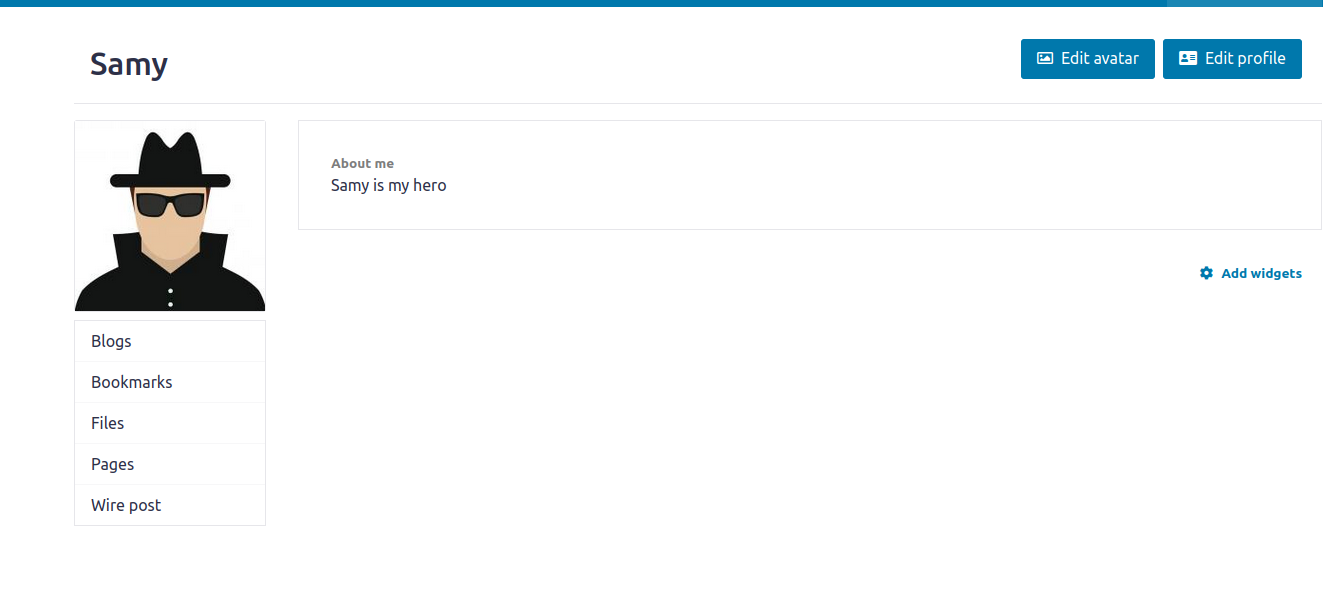 Samy
Edit avatar
Edit profile
About me
Samy is my hero
Add widgets
Blogs
Bookmarks
Files
Pages
Wire post